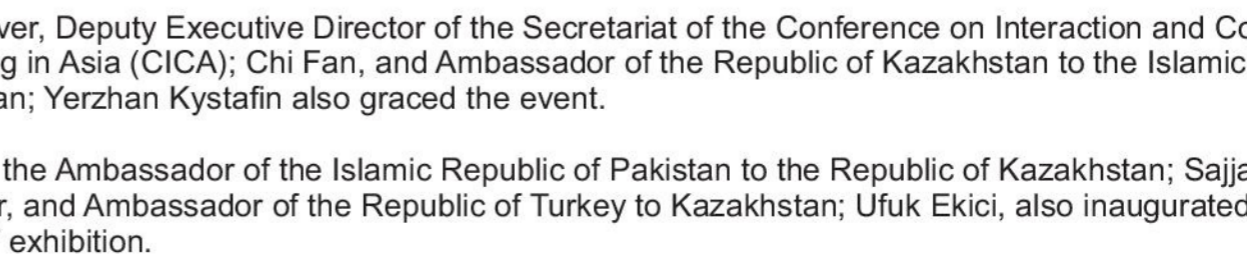 ver, Deputy Executive Director of the Secretariat of the Conference on Interaction and Co
g in Asia (CICA); Chi Fan, and Ambassador of the Republic of Kazakhstan to the Islamic
an; Yerzhan Kystafin also graced the event.
the Ambassador of the Islamic Republic of Pakistan to the Republic of Kazakhstan; Sajja
r, and Ambassador of the Republic of Turkey to Kazakhstan; Ufuk Ekici, also inaugurated
exhibition.